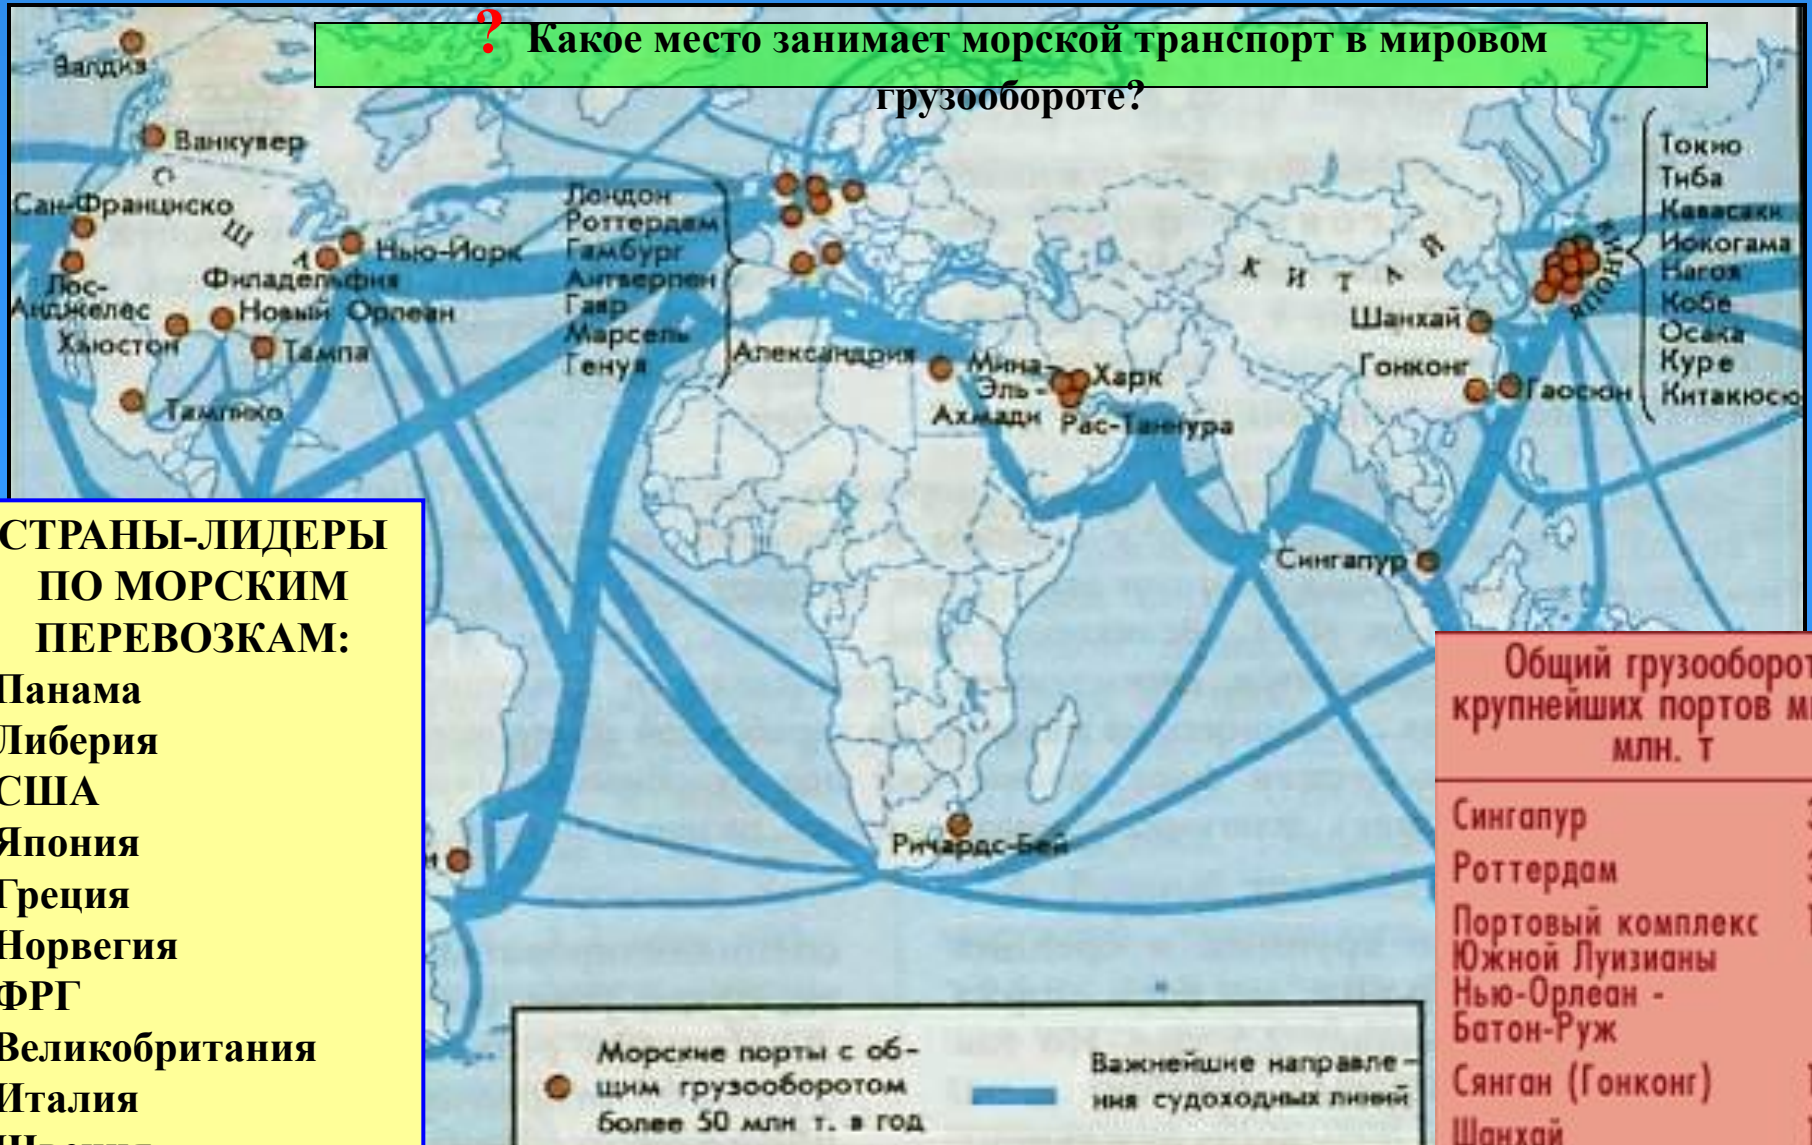 ? Какое место занимает морской транспорт в мировом
грузообороте?
Валдиз
Ванкувер
США
Сан-Франциско
Нью-Йорк
Лос-
Анджелес
Филадельфия
Новый Орлеан
Хьюстон
Тампа
Тампико
Лондон
Роттердам
Гамбург
Антверпен
Гавр
Марсель
Генуя
Александрия
Мина-
Эль-
Ахмади
Харк
Рас-Таннура
КИТАЙ
Шанхай
Гонконг
Гаосюн
Сингапур
ЯПОНИЯ
Токио
Тиба
Кавасаки
Иокогама
Нагоя
Кобе
Осака
Куре
Китакюсю
Ричардс-Бей
СТРАНЫ-ЛИДЕРЫ
ПО МОРСКИМ
ПЕРЕВОЗКАМ:
Панама
Либерия
США
Япония
Греция
Норвегия
ФРГ
Великобритания
Италия
Морские порты с об-
щим грузооборотом
более 50 млн т. в год
Важнейшие направле-
ния судоходных линий
Общий грузооборот
крупнейших портов
млн. т
Сингапур
Роттердам
Портовый комплекс
Южной Луизианы
Нью-Орлеан -
Батон-Руж
Сянган (Гонконг)
Шанхай